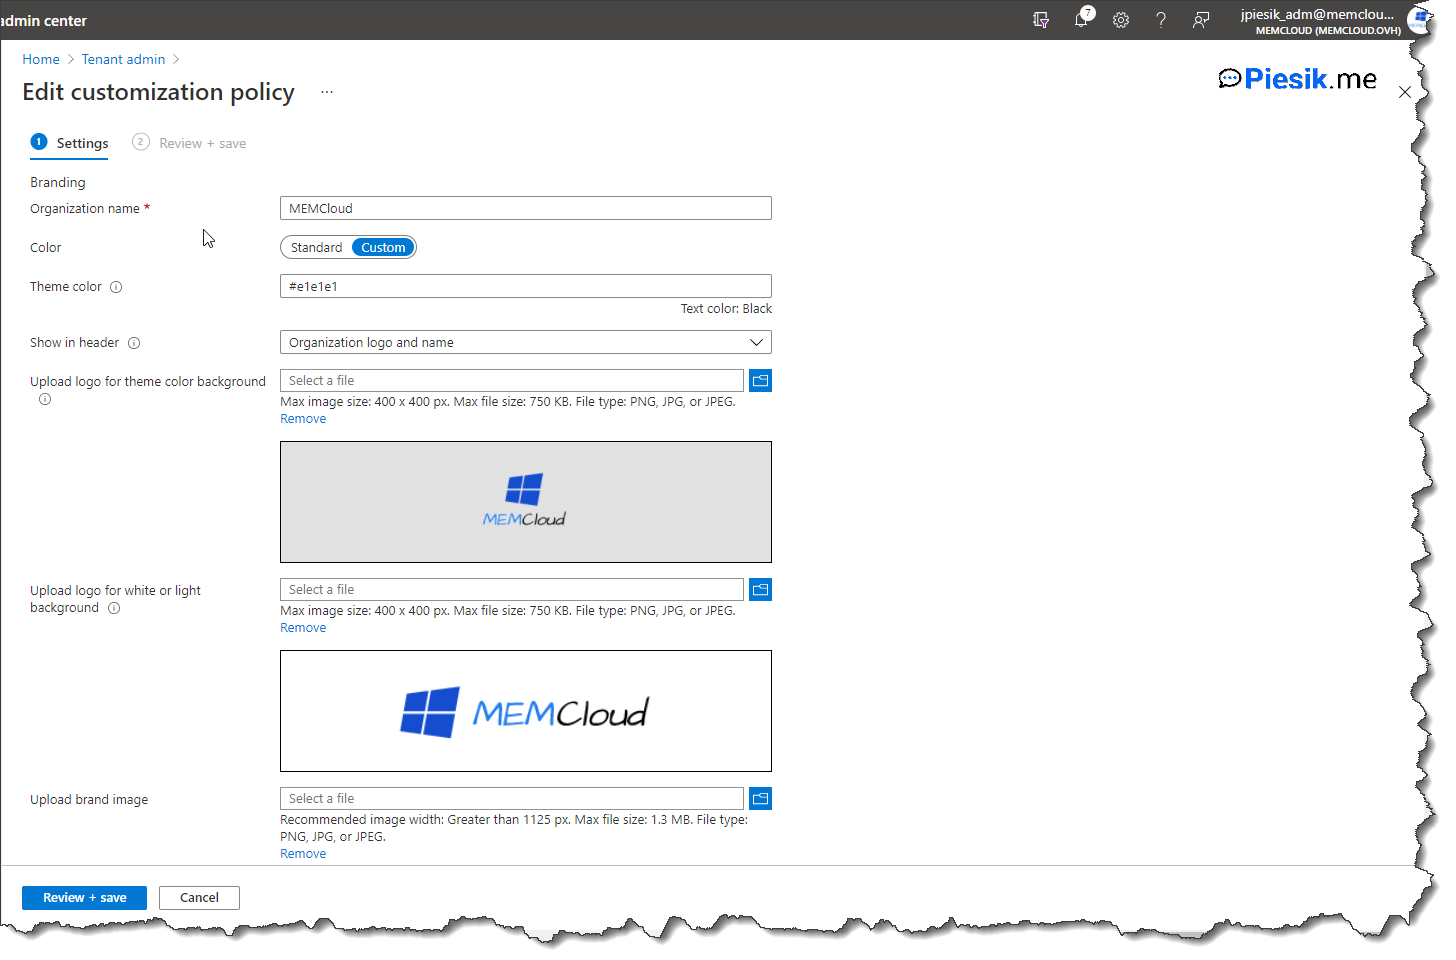 admin center
7
jpiesik_adm@memclou...
MEMCLOUD (MEMCLOUD.OVH)
Home > Tenant admin >
Piesik.me
Edit customization policy ...
1 Settings 2 Review + save
Branding
Organization name * MEMCloud
Color Standard Custom
Theme color #e1e1e1
Text color: Black
Show in header Organization logo and name
Upload logo for theme color background Select a file
Max image size: 400 x 400 px. Max file size: 750 KB. File type: PNG, JPG, or JPEG.
Remove
MEMCloud
Upload logo for white or light Select a file
background
Max image size: 400 x 400 px. Max file size: 750 KB. File type: PNG, JPG, or JPEG.
Remove
MEMCloud
Upload brand image Select a file
Recommended image width: Greater than 1125 px. Max file size: 1.3 MB. File type:
PNG, JPG, or JPEG.
Remove
Review + save Cancel